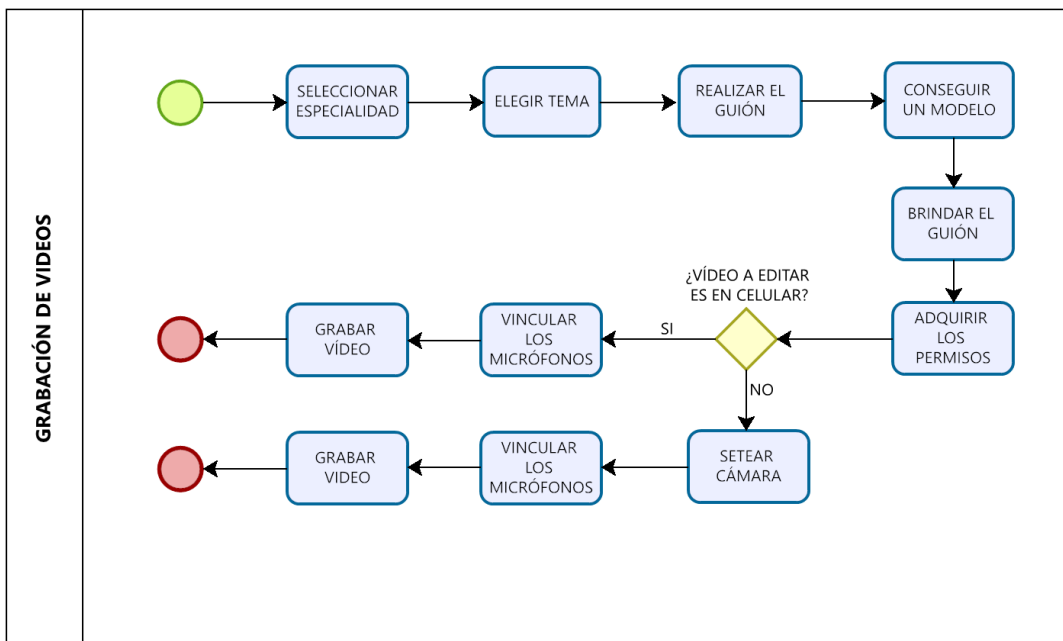 GRABACIÓN DE VIDEOS
SELECCIONAR
ESPECIALIDAD
ELEGIR TEMA
REALIZAR EL
GUIÓN
CONSEGUIR
UN MODELO
BRINDAR EL
GUIÓN
ADQUIRIR
LOS
PERMISOS
¿VÍDEO A EDITAR
ES EN CELULAR?
SI
VINCULAR
LOS
MICRÓFONOS
GRABAR
VÍDEO
NO
SETEAR
CÁMARA
VINCULAR
LOS
MICRÓFONOS
GRABAR
VIDEO